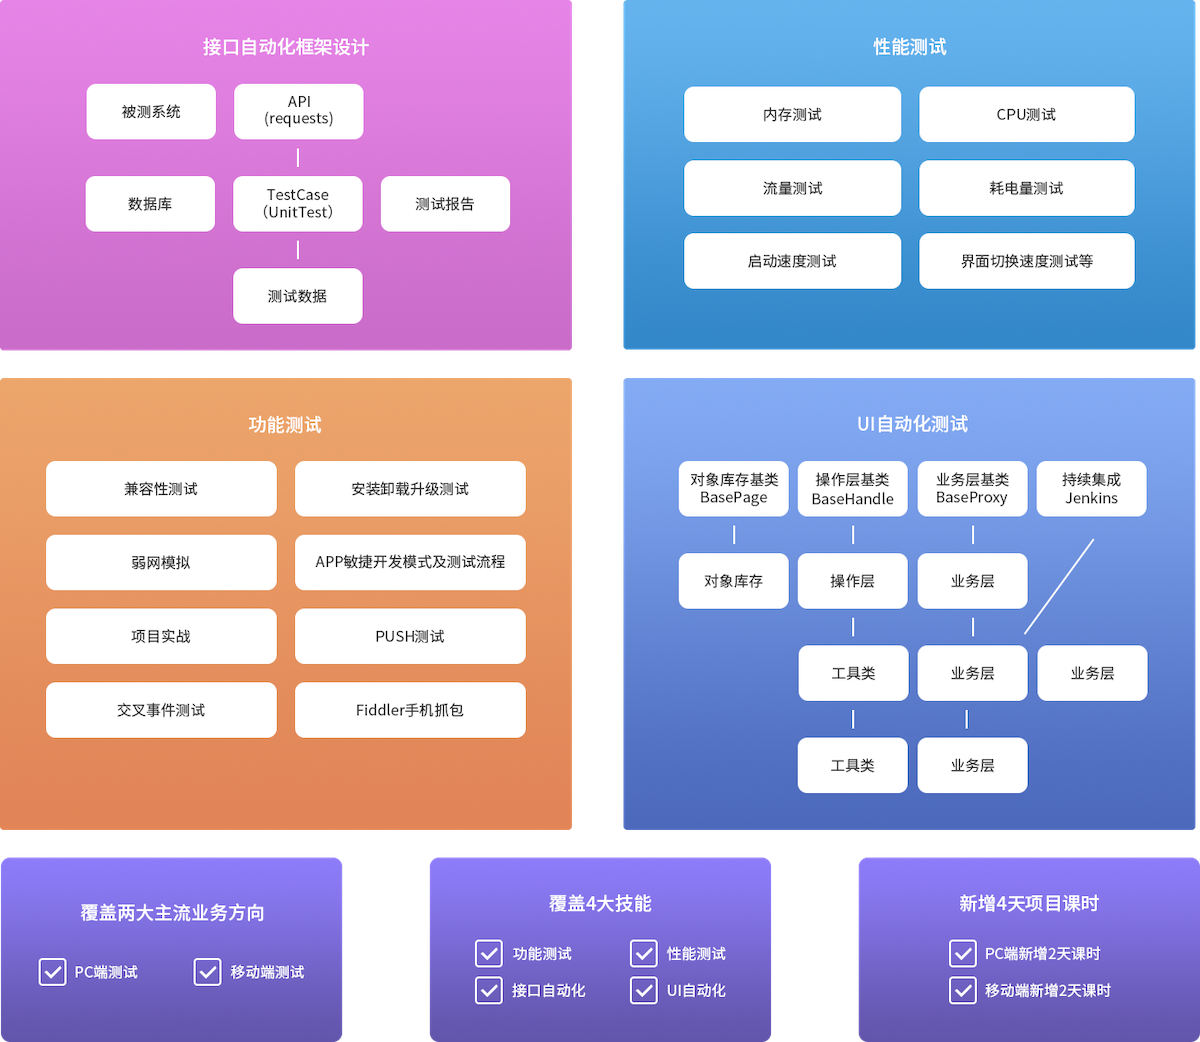 接口自动化框架设计
被测系统
API
(requests)
数据库
TestCase
（UnitTest）
测试报告
测试数据
性能测试
内存测试
CPU测试
流量测试
耗电量测试
启动速度测试
界面切换速度测试等
功能测试
兼容性测试
安装卸载升级测试
弱网模拟
APP敏捷开发模式及测试流程
项目实战
PUSH测试
交叉事件测试
Fiddler手机抓包
UI自动化测试
对象库存基类
BasePage
操作层基类
BaseHandle
业务层基类
BaseProxy
持续集成
Jenkins
对象库存
操作层
业务层
工具类
业务层
业务层
工具类
业务层
覆盖两大主流业务方向
PC端测试
移动端测试
覆盖4大技能
功能测试
性能测试
接口自动化
UI自动化
新增4天项目课时
PC端新增2天课时
移动端新增2天课时